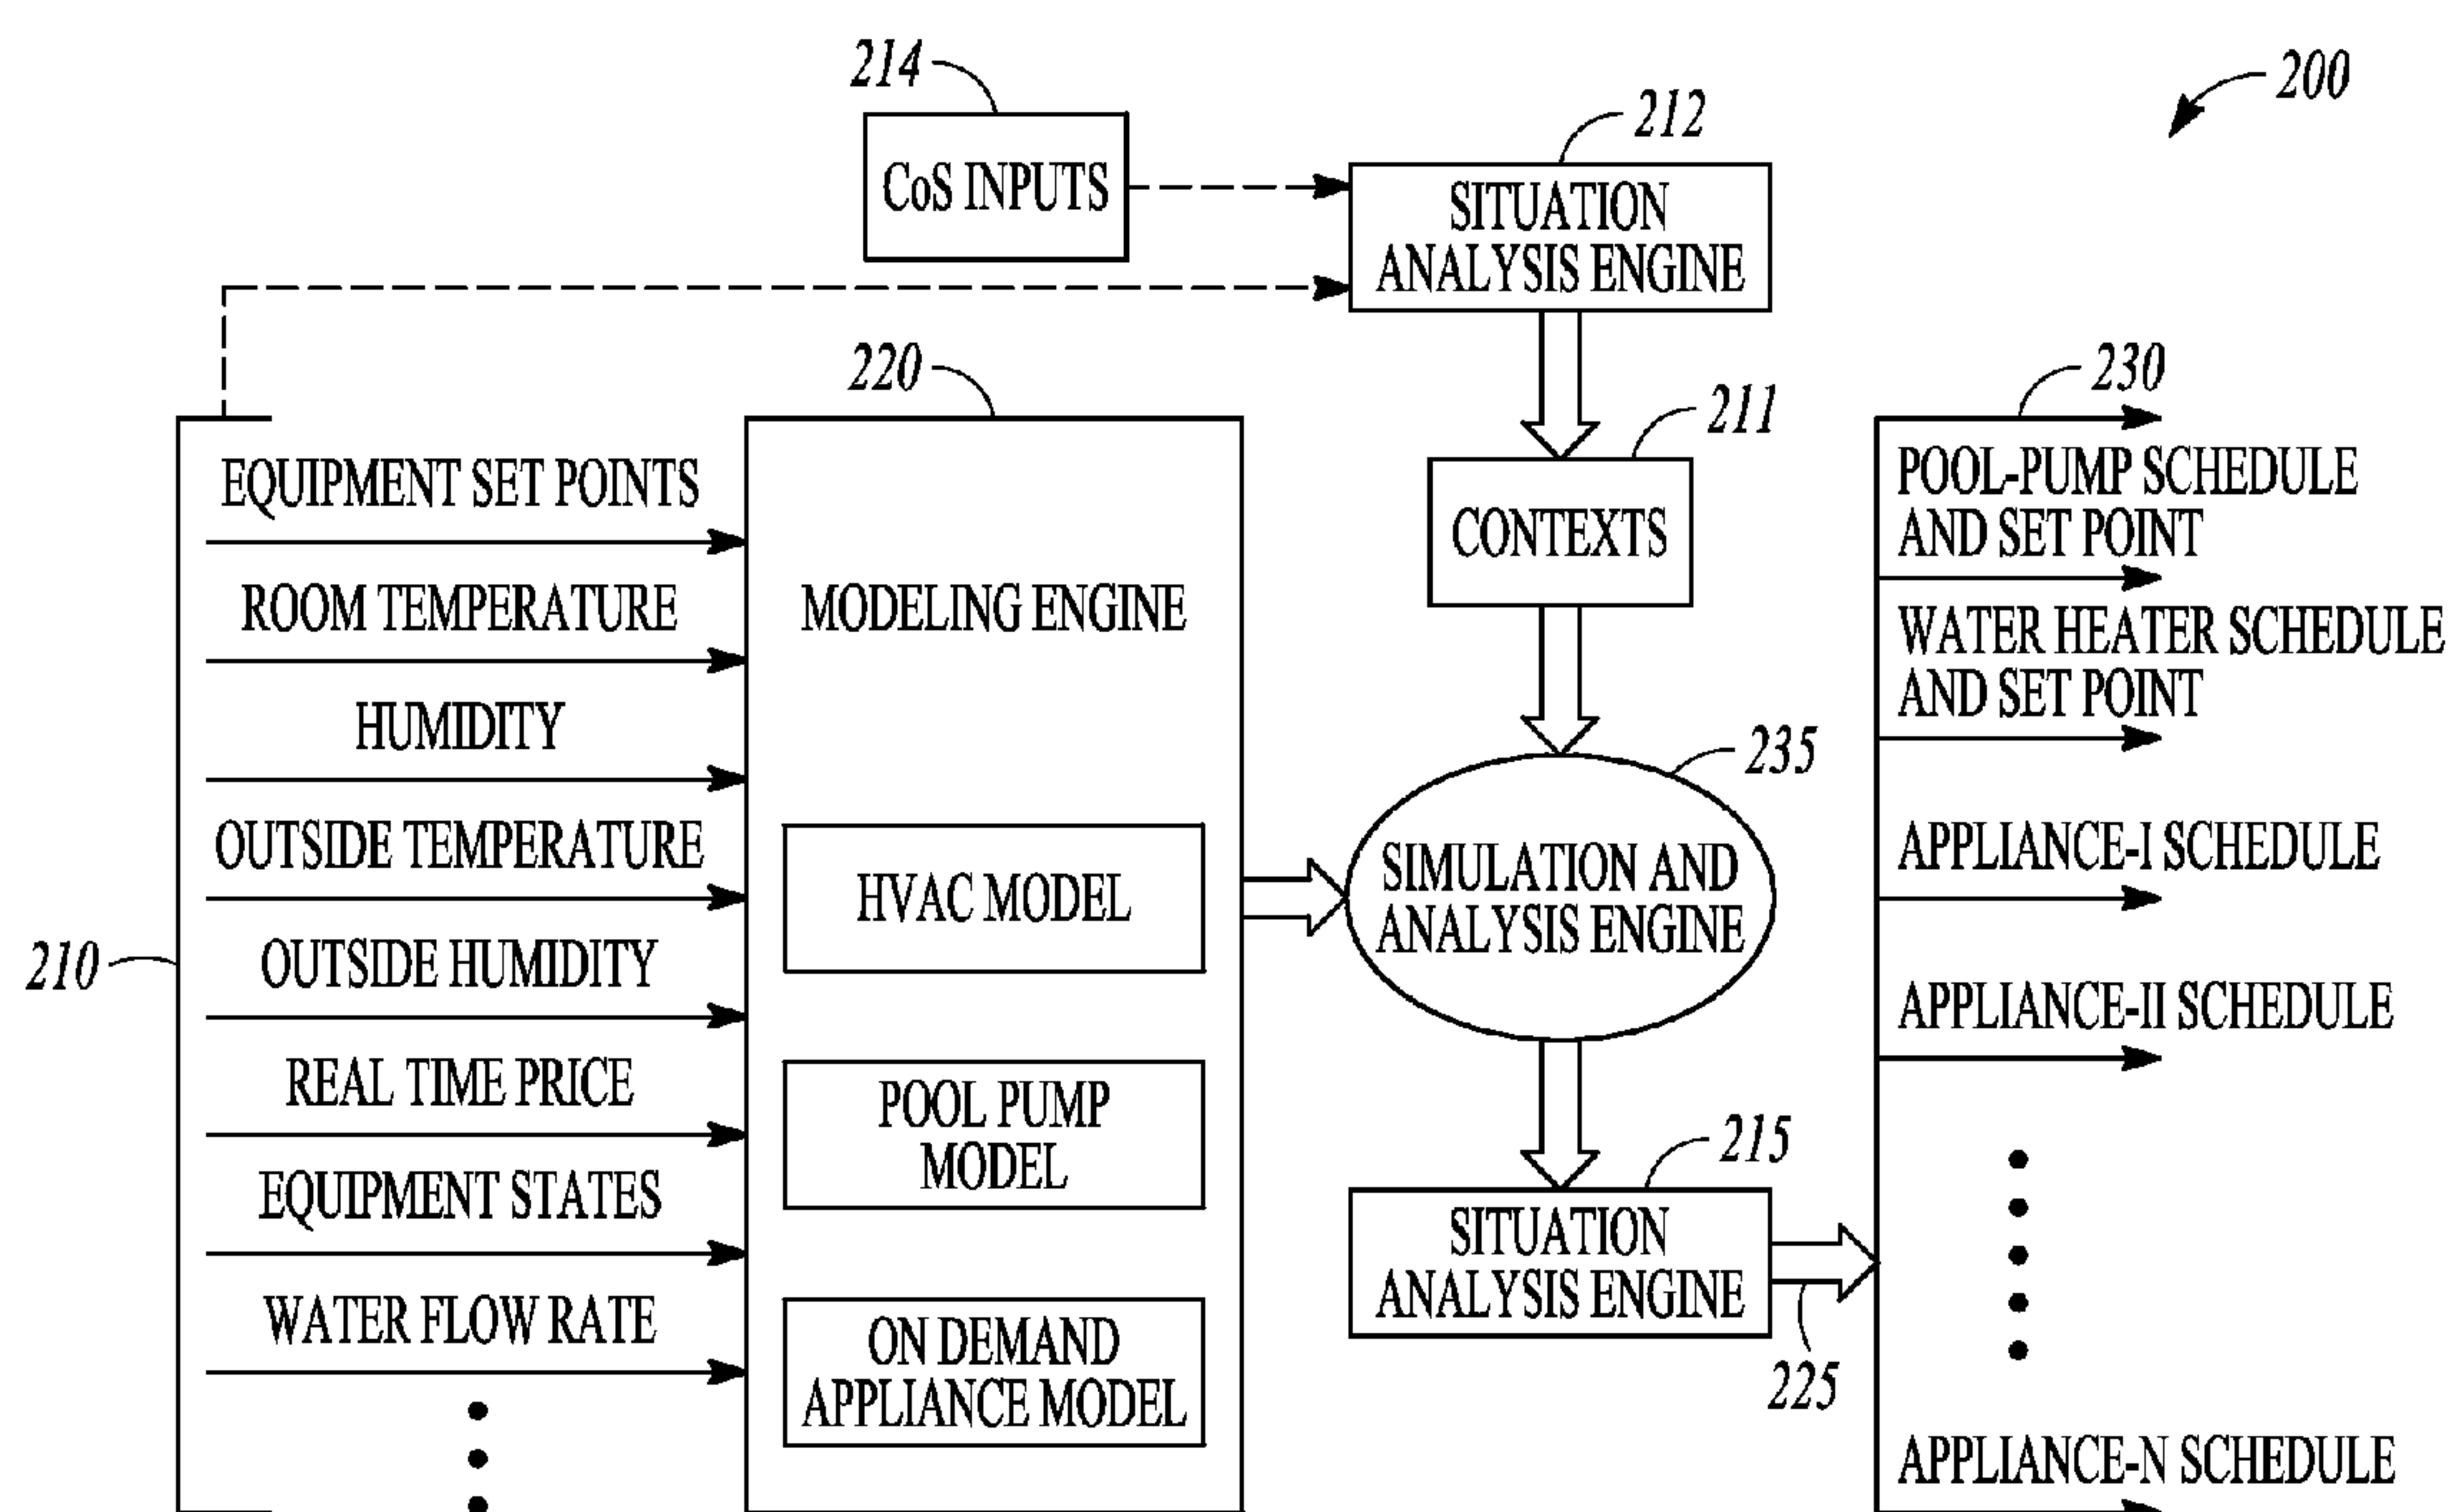 214
CoS INPUTS
212
SITUATION
ANALYSIS ENGINE
200
220
211
CONTEXTS
230
210
EQUIPMENT SET POINTS
ROOM TEMPERATURE
HUMIDITY
OUTSIDE TEMPERATURE
OUTSIDE HUMIDITY
REAL TIME PRICE
EQUIPMENT STATES
WATER FLOW RATE
MODELING ENGINE
HVAC MODEL
POOL PUMP
MODEL
ON DEMAND
APPLIANCE MODEL
235
SIMULATION AND
ANALYSIS ENGINE
215
SITUATION
ANALYSIS ENGINE
225
POOL-PUMP SCHEDULE
AND SET POINT
WATER HEATER SCHEDULE
AND SET POINT
APPLIANCE-I SCHEDULE
APPLIANCE-II SCHEDULE
APPLIANCE-N SCHEDULE